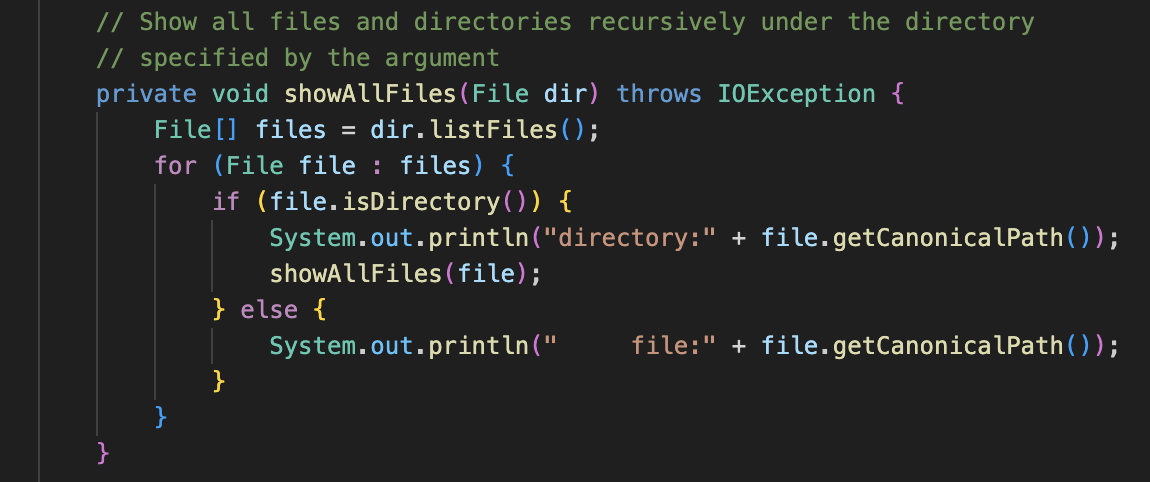 // Show all files and directories recursively under the directory
// specified by the argument
private void showAllFiles(File dir) throws IOException {
    File[] files = dir.listFiles();
    for (File file : files) {
        if (file.isDirectory()) {
            System.out.println("directory:" + file.getCanonicalPath());
            showAllFiles(file);
        } else {
            System.out.println("     file:" + file.getCanonicalPath());
        }
    }
}